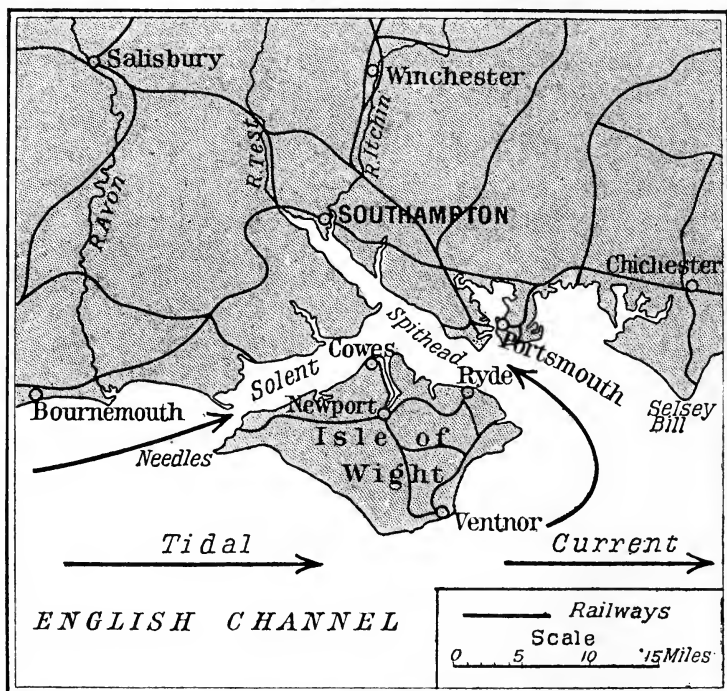 Salisbury
Winchester
R. Test
R. Itchin
R. Avon
SOUTHAMPTON
Chichester
Spithead
Portsmouth
Cowes
Solent
Ryde
Bournemouth
Newport
Selsey
Bill
Isle of
Wight
Needles
Ventnor
Tidal Current
ENGLISH CHANNEL
Railways
Scale
0 5 10 15 Miles